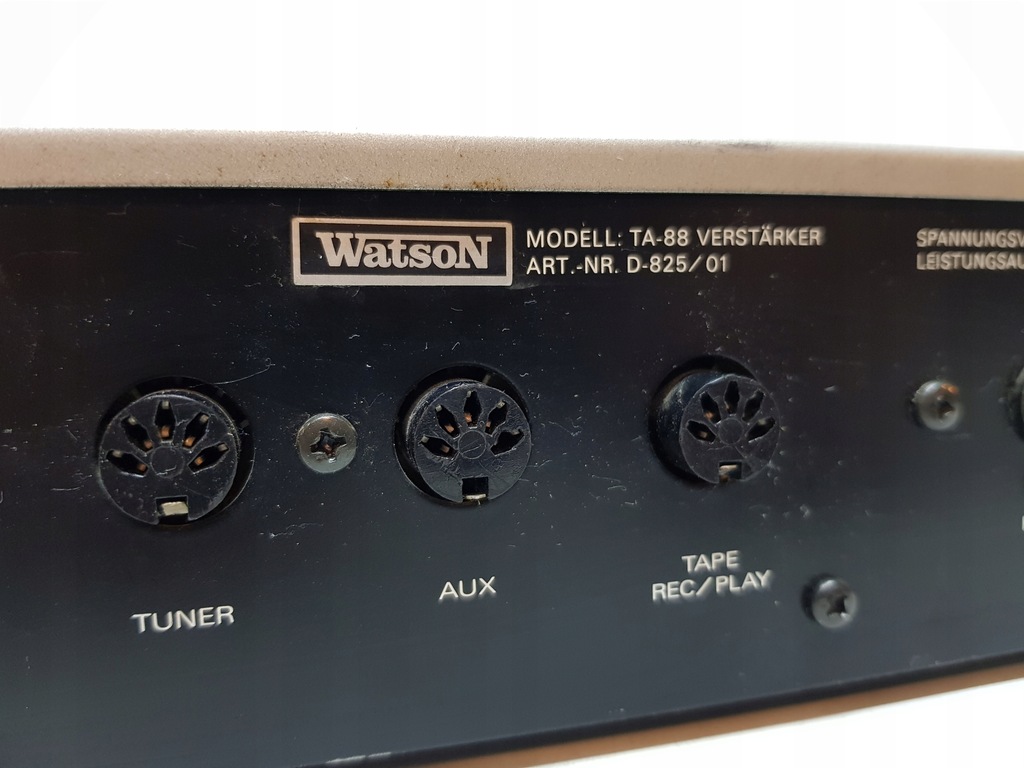 WatsoN
MODELL: TA-88 VERSTÄRKER
ART.-NR. D-825/01
TUNER
AUX
TAPE
REC/PLAY